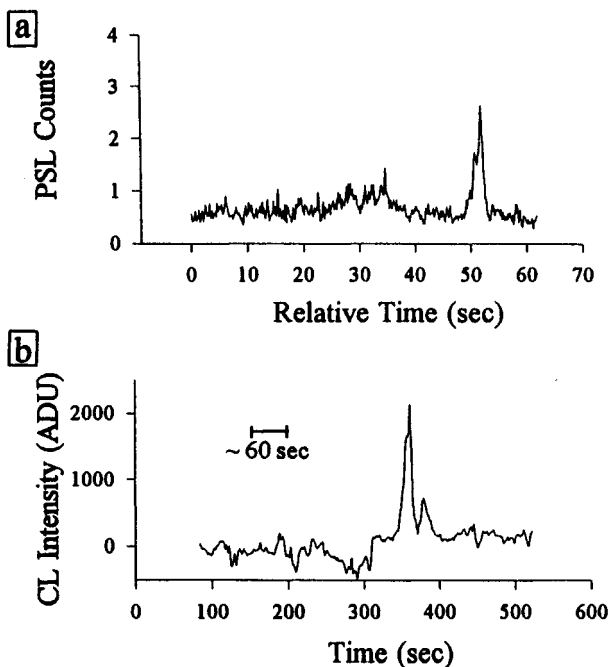 a
4
3
2
1
0
PSL Counts
0 10 20 30 40 50 60 70
Relative Time (sec)
b
2000
1000
0
CL Intensity (ADU)
~60 sec
0 100 200 300 400 500 600
Time (sec)